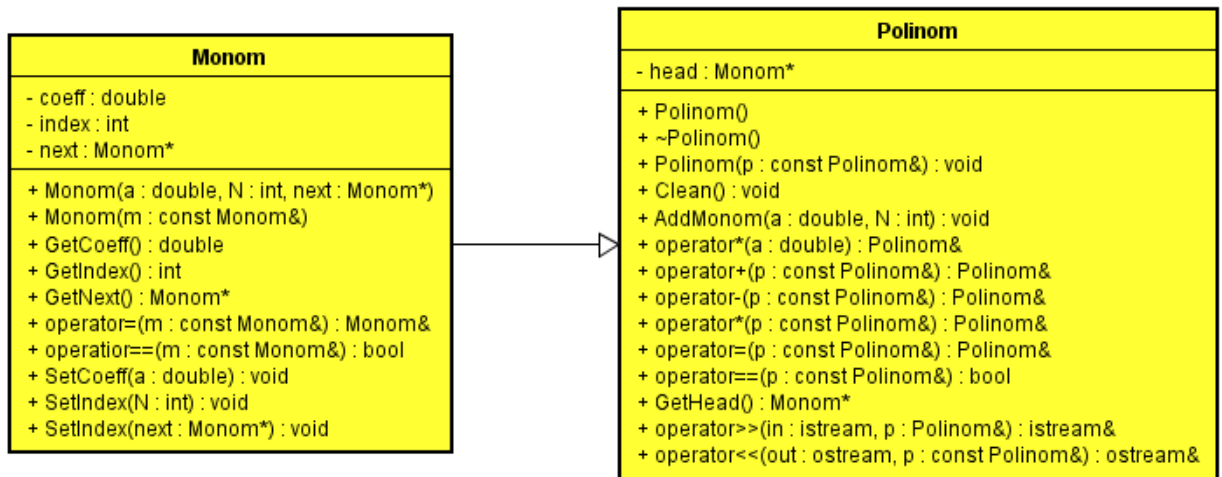 Monom
- coeff : double
- index : int
- next : Monom*
+ Monom(a : double, N : int, next : Monom*)
+ Monom(m : const Monom&)
+ GetCoeff() : double
+ GetIndex() : int
+ GetNext() : Monom*
+ operator=(m : const Monom&) : Monom&
+ operatior==(m : const Monom&) : bool
+ SetCoeff(a : double) : void
+ SetIndex(N : int) : void
+ SetIndex(next : Monom*) : void
Polinom
- head : Monom*
+ Polinom()
+ ~Polinom()
+ Polinom(p : const Polinom&) : void
+ Clean() : void
+ AddMonom(a : double, N : int) : void
+ operator*(a : double) : Polinom&
+ operator+(p : const Polinom&) : Polinom&
+ operator-(p : const Polinom&) : Polinom&
+ operator*(p : const Polinom&) : Polinom&
+ operator=(p : const Polinom&) : Polinom&
+ operator==(p : const Polinom&) : bool
+ GetHead() : Monom*
+ operator>>(in : istream, p : Polinom&) : istream&
+ operator<<(out : ostream, p : const Polinom&) : ostream&